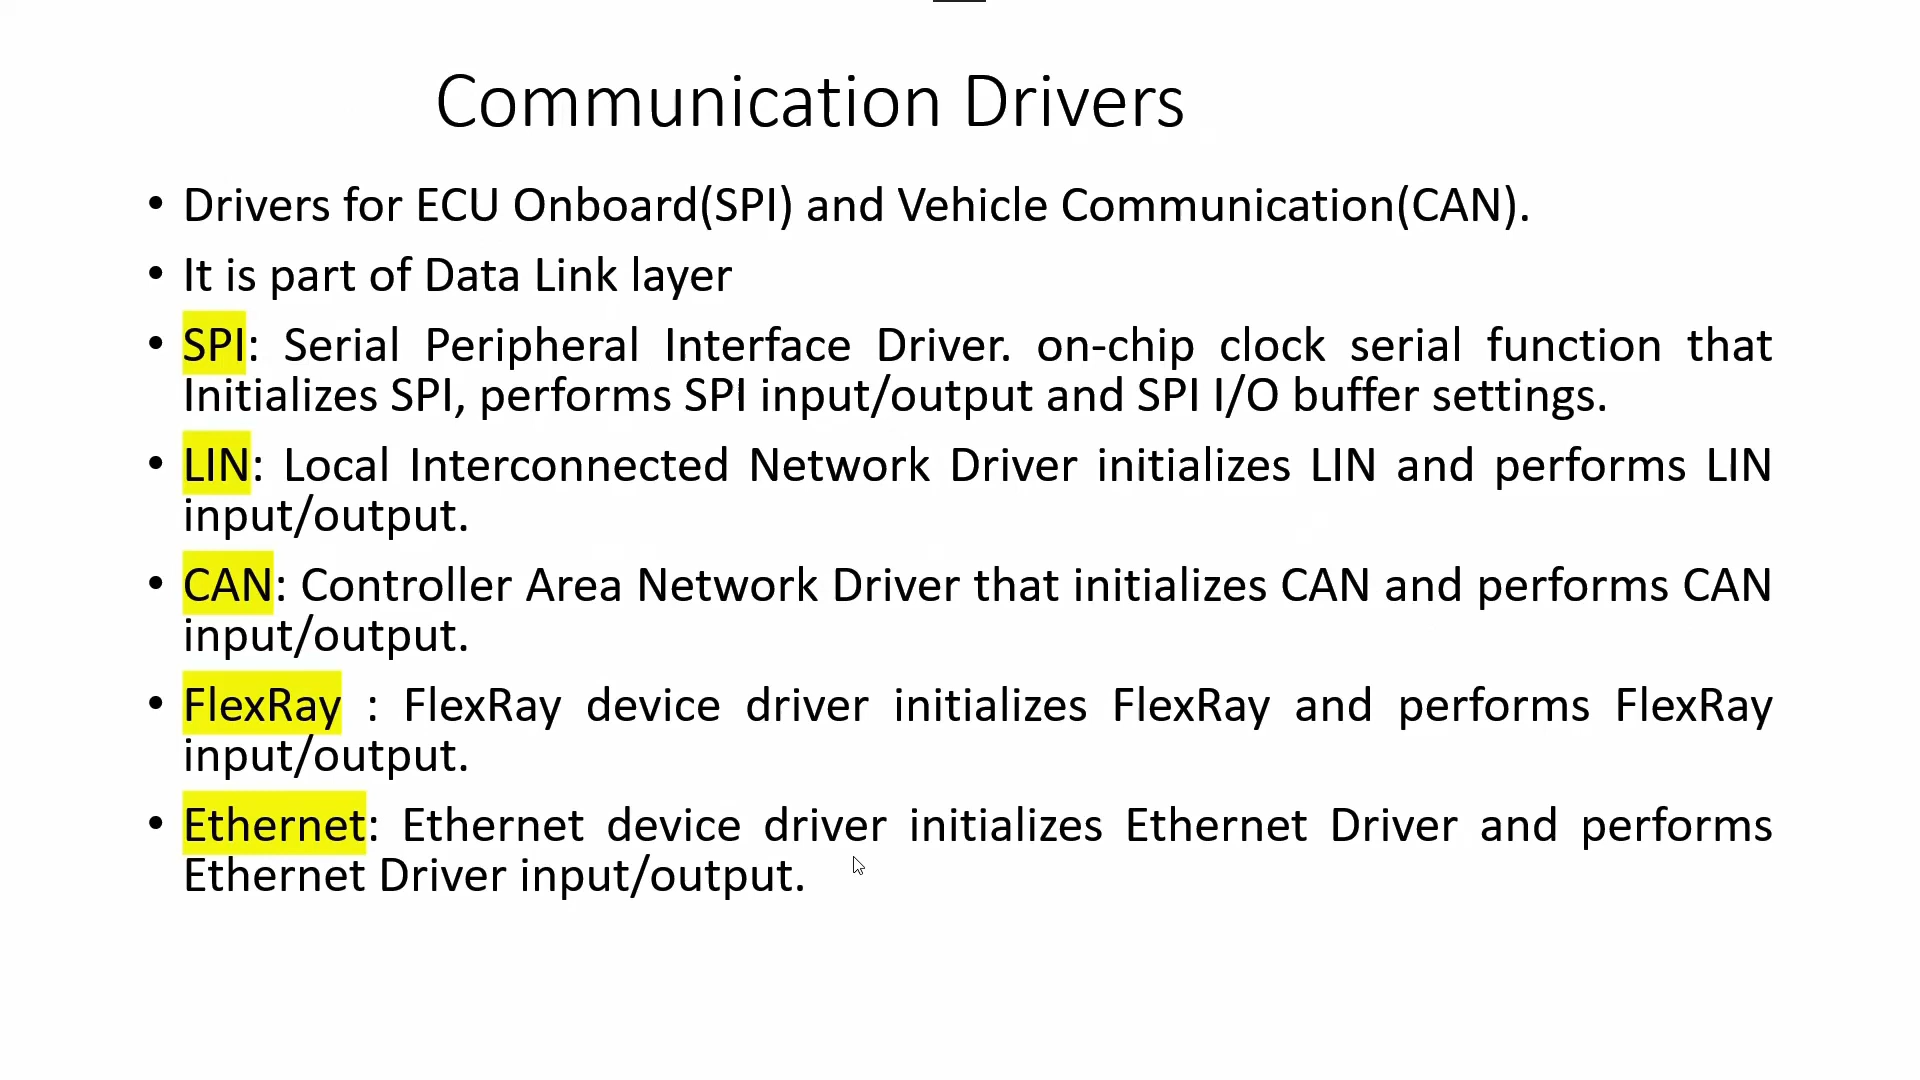 Communication Drivers
• Drivers for ECU Onboard(SPI) and Vehicle Communication(CAN).
• It is part of Data Link layer
• SPI: Serial Peripheral Interface Driver. on-chip clock serial function that
Initializes SPI, performs SPI input/output and SPI I/O buffer settings.
• LIN: Local Interconnected Network Driver initializes LIN and performs LIN
input/output.
• CAN: Controller Area Network Driver that initializes CAN and performs CAN
input/output.
• FlexRay : FlexRay device driver initializes FlexRay and performs FlexRay
input/output.
• Ethernet: Ethernet device driver initializes Ethernet Driver and performs
Ethernet Driver input/output.